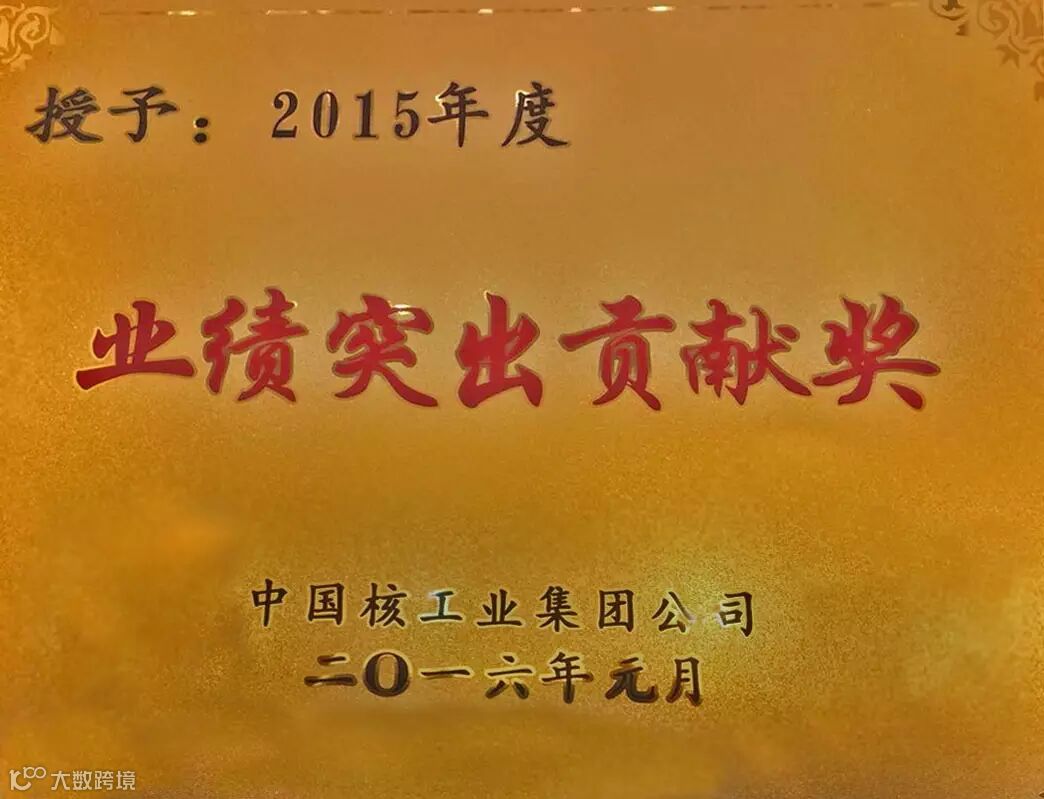 授予：2015年度
业绩突出贡献奖
中国核工业集团公司
二〇一六年元月
大数跨境